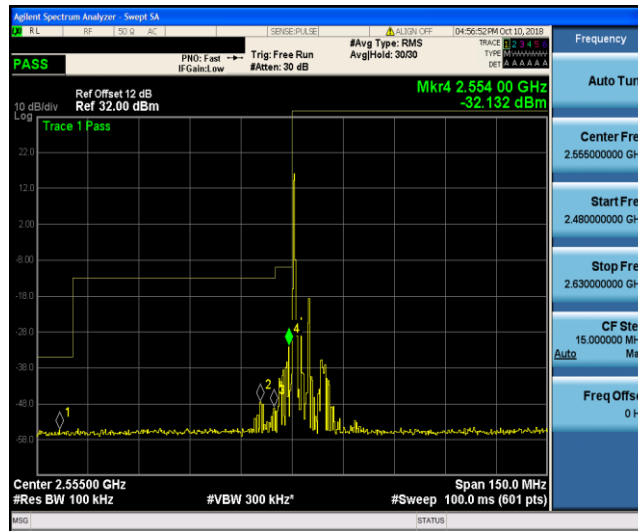 Agilent Spectrum Analyzer - Swept SA
RL RF 50 Ω AC SENSE:PULSE ALIGN OFF 04:56:52 PM Oct 10, 2018
PASS
PNO: Fast
IFGain:Low
Trig: Free Run
#Atten: 30 dB
#Avg Type: RMS
Avg|Hold: 30/30
TRACE 1 2 3 4 5 6
TYPE
DET A A A A A A
Mkr4 2.554 00 GHz
-32.132 dBm
Ref Offset 12 dB
Ref 32.00 dBm
10 dB/div
Log
Trace 1 Pass
22.0
12.0
2.00
-8.00
-18.0
-28.0
-38.0
-48.0
-58.0
1
2
3
4
Center 2.55500 GHz
Span 150.0 MHz
#Res BW 100 kHz
#VBW 300 kHz*
#Sweep 100.0 ms (601 pts)
MSG
STATUS
Frequency
Auto Tun
Center Fre
2.555000000 GH
Start Fre
2.480000000 GH
Stop Fre
2.630000000 GH
CF Ste
15.000000 MH
Auto Ma
Freq Offse
0 H